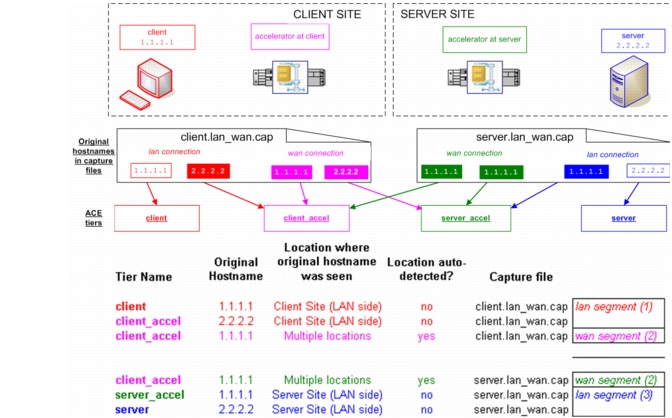 CLIENT SITE
SERVER SITE
client
1.1.1.1
accelerator at client
accelerator at server
server
2.2.2.2
Original hostnames in capture files
client.lan_wan.cap
server.lan_wan.cap
lan connection
wan connection
wan connection
lan connection
1.1.1.1
2.2.2.2
1.1.1.1
2.2.2.2
1.1.1.1
1.1.1.1
1.1.1.1
2.2.2.2
ACE tiers
client
client_accel
server_accel
server
Tier Name
Original Hostname
Location where original hostname was seen
Location auto-detected?
Capture file
client 1.1.1.1 Client Site (LAN side) no client.lan_wan.cap lan segment (1)
client_accel 2.2.2.2 Client Site (LAN side) no client.lan_wan.cap
client_accel 1.1.1.1 Multiple locations yes client.lan_wan.cap wan segment (2)
client_accel 1.1.1.1 Multiple locations yes server.lan_wan.cap wan segment (2)
server_accel 1.1.1.1 Server Site (LAN side) no server.lan_wan.cap lan segment (3)
server 2.2.2.2 Server Site (LAN side) no server.lan_wan.cap